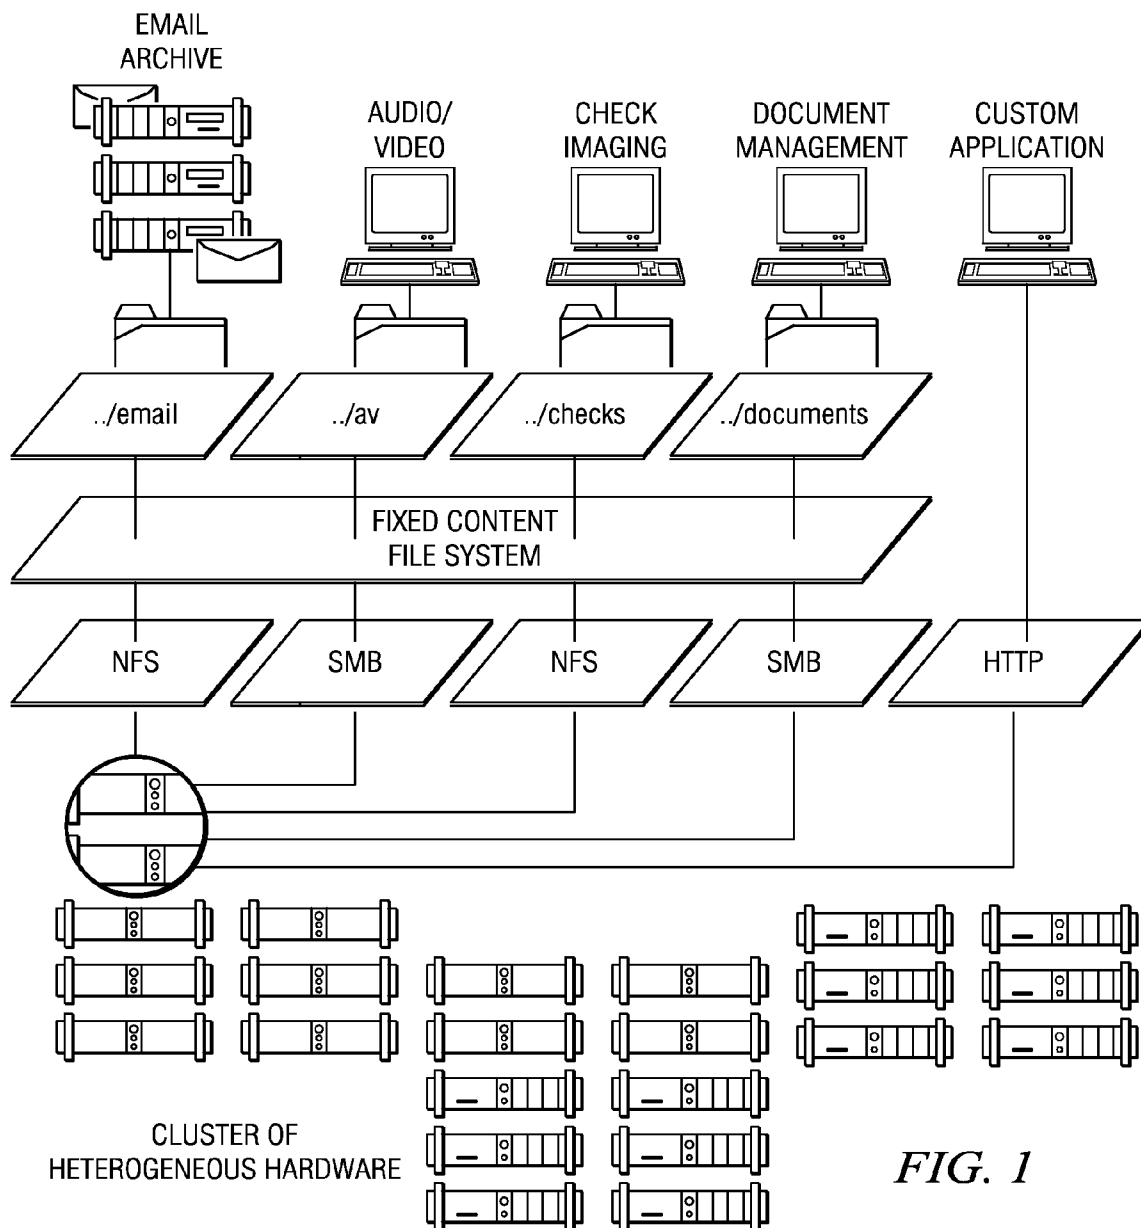 EMAIL
ARCHIVE
AUDIO/
VIDEO
CHECK
IMAGING
DOCUMENT
MANAGEMENT
CUSTOM
APPLICATION
../email
../av
../checks
../documents
FIXED CONTENT
FILE SYSTEM
NFS
SMB
NFS
SMB
HTTP
CLUSTER OF
HETEROGENEOUS HARDWARE
FIG. 1